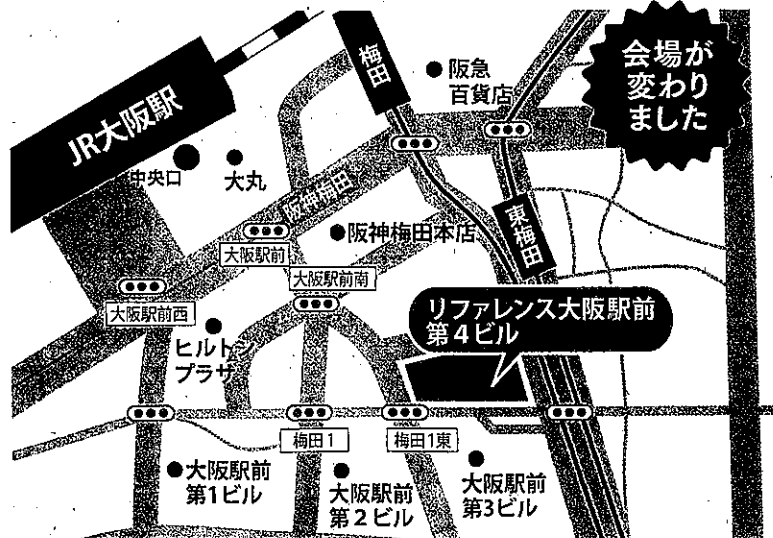 会場が
変わり
ました
梅田
阪急
百貨店
JR大阪駅
中央口
大丸
阪神梅田
東梅田
阪神梅田本店
大阪駅前
大阪駅前南
大阪駅前西
リファレンス大阪駅前
第4ビル
ヒルトン
プラザ
梅田1
梅田1東
大阪駅前
第1ビル
大阪駅前
第2ビル
大阪駅前
第3ビル